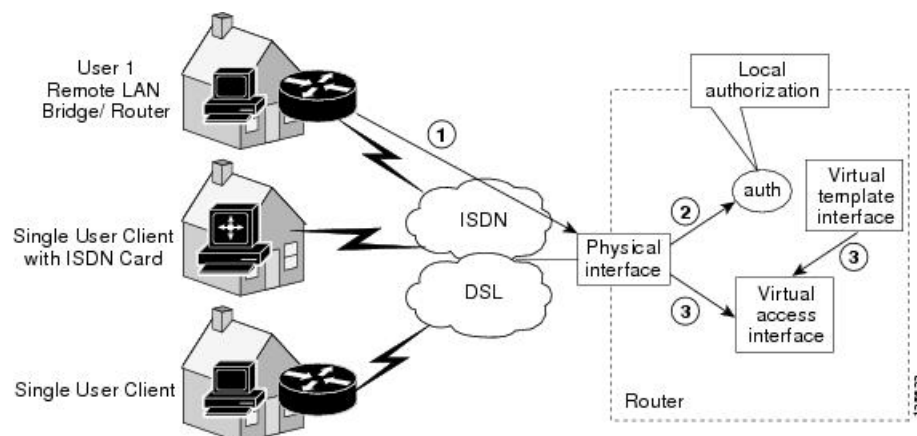 User 1
Remote LAN
Bridge/ Router
Single User Client
with ISDN Card
Single User Client
1
ISDN
DSL
Physical
interface
2
3
Local
authorization
auth
Virtual
template
interface
3
Virtual
access
interface
Router